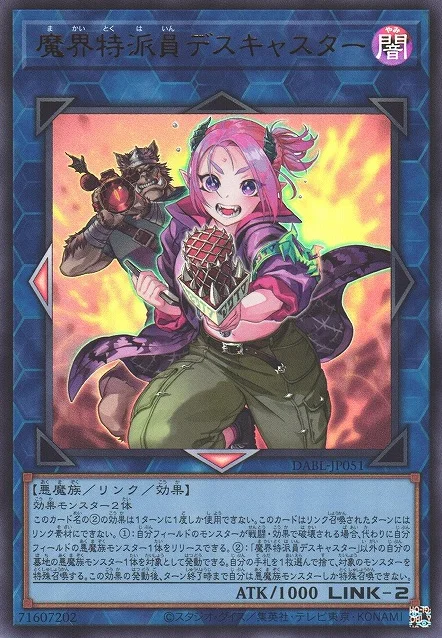 魔界特派員デスキャスター
闇
DABL-JP051
【悪魔族／リンク／効果】
効果モンスター2体
このカード名の②の効果は1ターンに1度しか使用できない。このカードはリンク召喚されたターンには
リンク素材にできない。①:自分フィールドのモンスターが戦闘・効果で破壊される場合、代わりに自分
フィールドの悪魔族モンスター1体をリリースできる。②:「魔界特派員デスキャスター」以外の自分の
墓地の悪魔族モンスター1体を対象として発動できる。自分の手札を1枚選んで捨て、対象のモンスターを
特殊召喚する。この効果の発動後、ターン終了時まで自分は悪魔族モンスターしか特殊召喚できない。
ATK/1000 LINK-2
71607202
©スタジオ・ダイス／集英社・テレビ東京・KONAMI